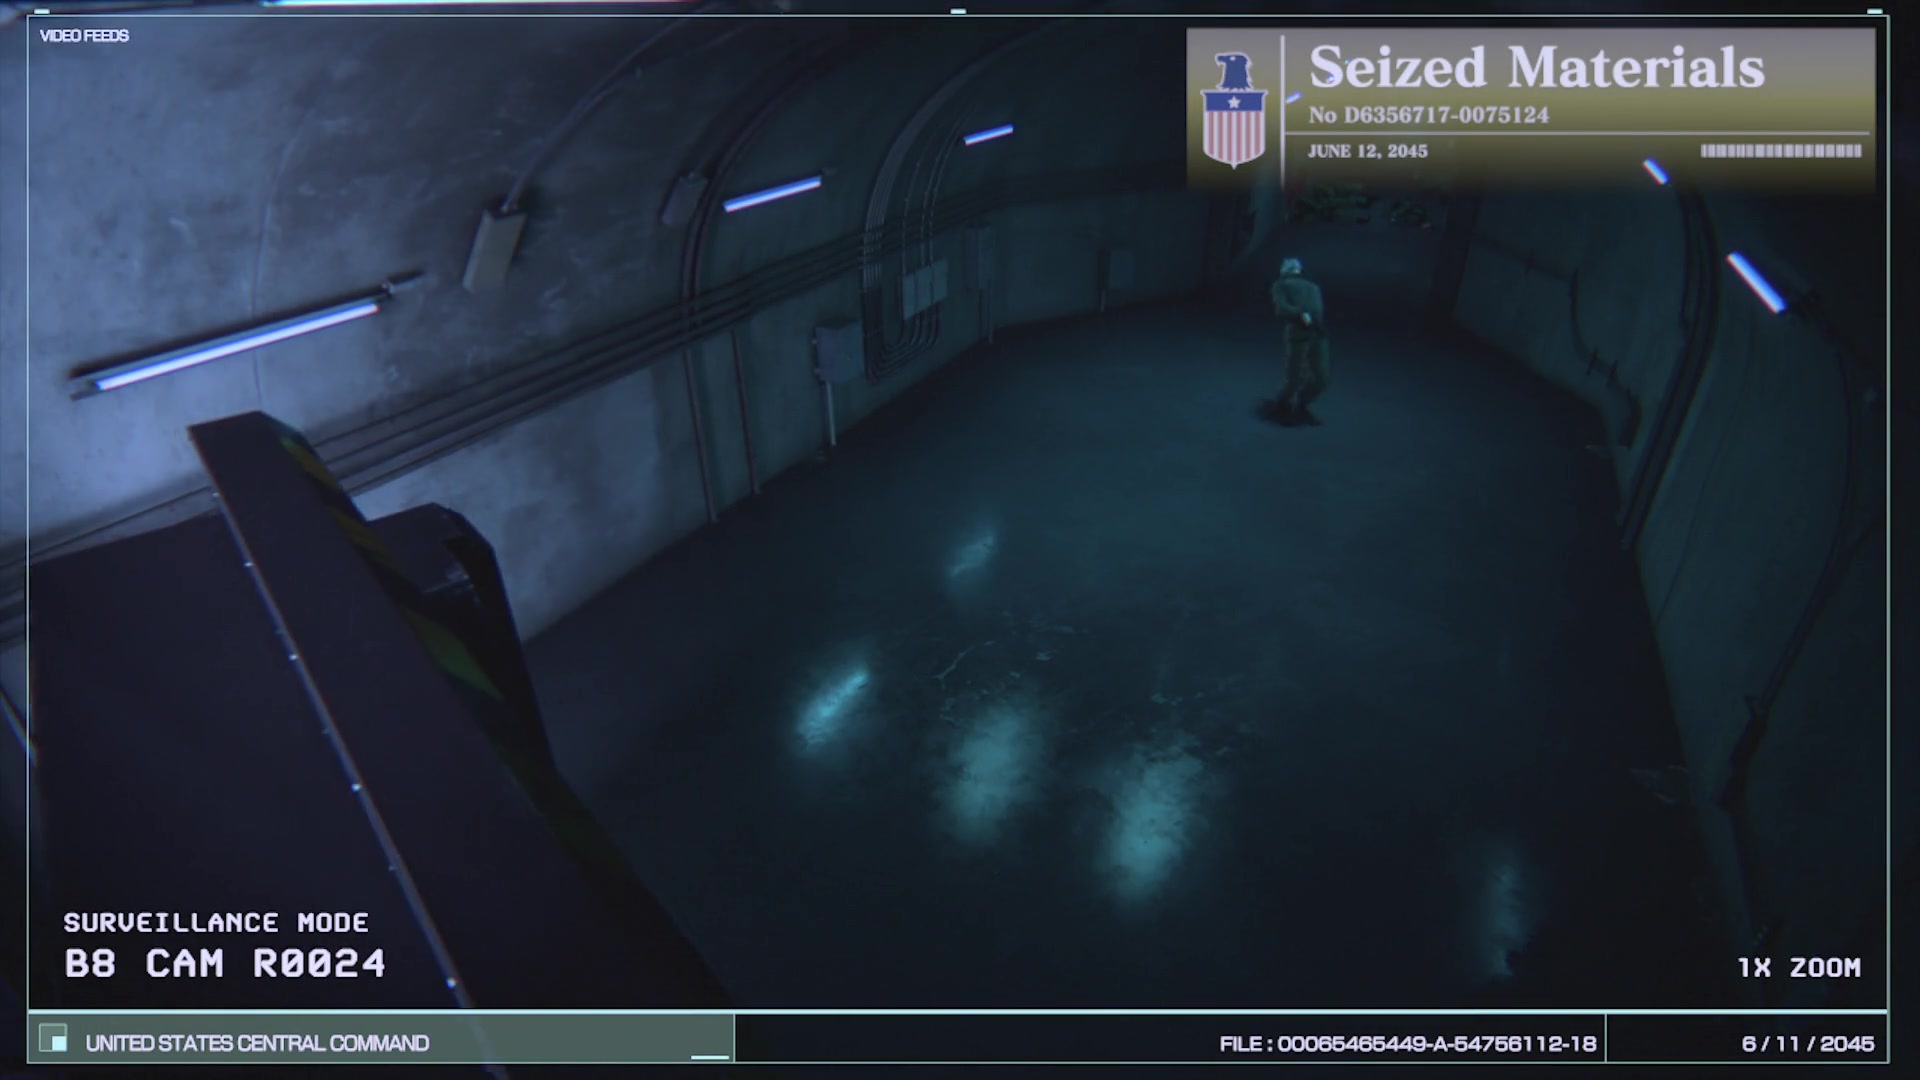 VIDEO FEEDS
Seized Materials
No D6356717-0075124
JUNE 12, 2045
SURVEILLANCE MODE
B8 CAM R0024
1X ZOOM
UNITED STATES CENTRAL COMMAND
FILE : 00065465449-A-54756112-18
6 / 11 / 2045